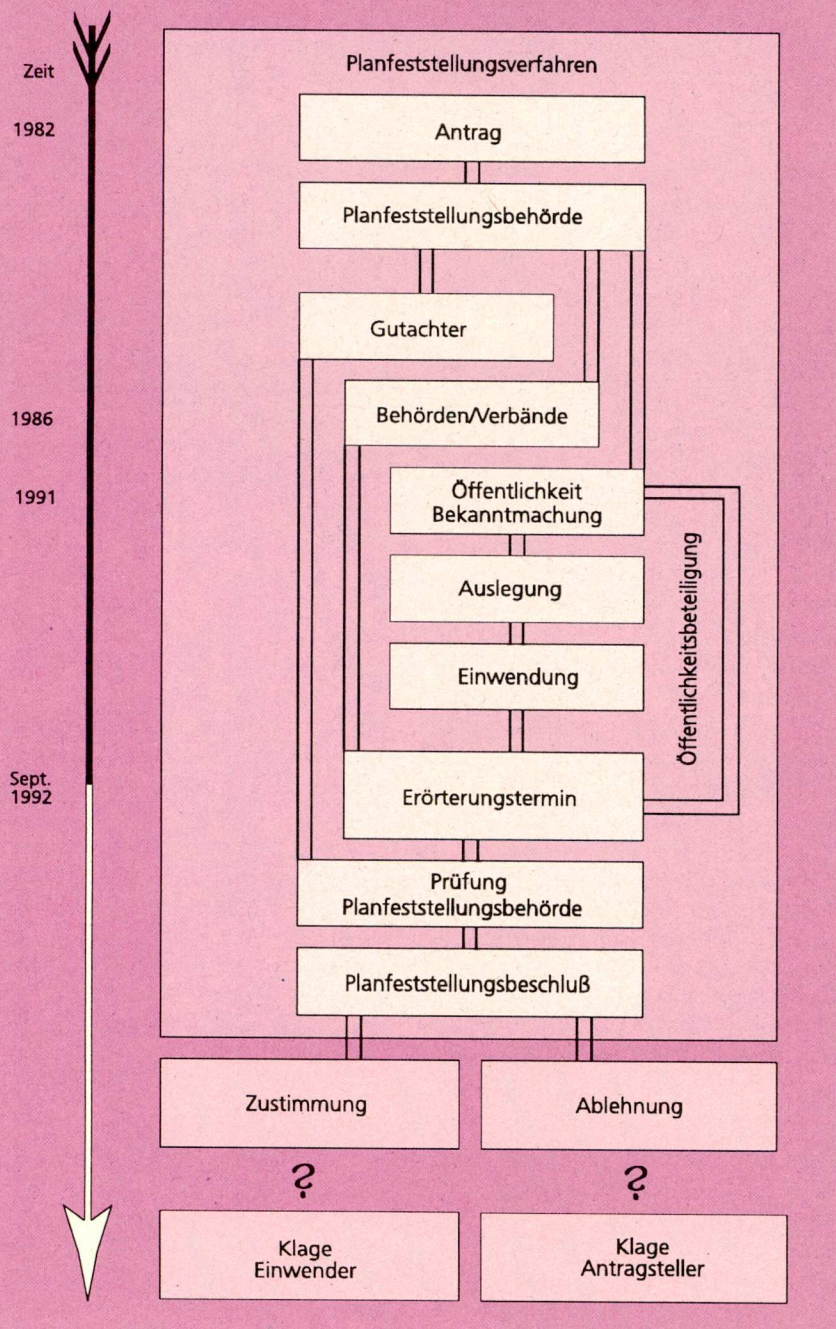 Planfeststellungsverfahren
Zeit
1982
Antrag
Planfeststellungsbehörde
Gutachter
1986
Behörden/Verbände
1991
Öffentlichkeit
Bekanntmachung
Auslegung
Einwendung
Öffentlichkeitsbeteiligung
Sept.
1992
Erörterungstermin
Prüfung
Planfeststellungsbehörde
Planfeststellungsbeschluß
Zustimmung
Ablehnung
?
?
Klage
Einwender
Klage
Antragsteller